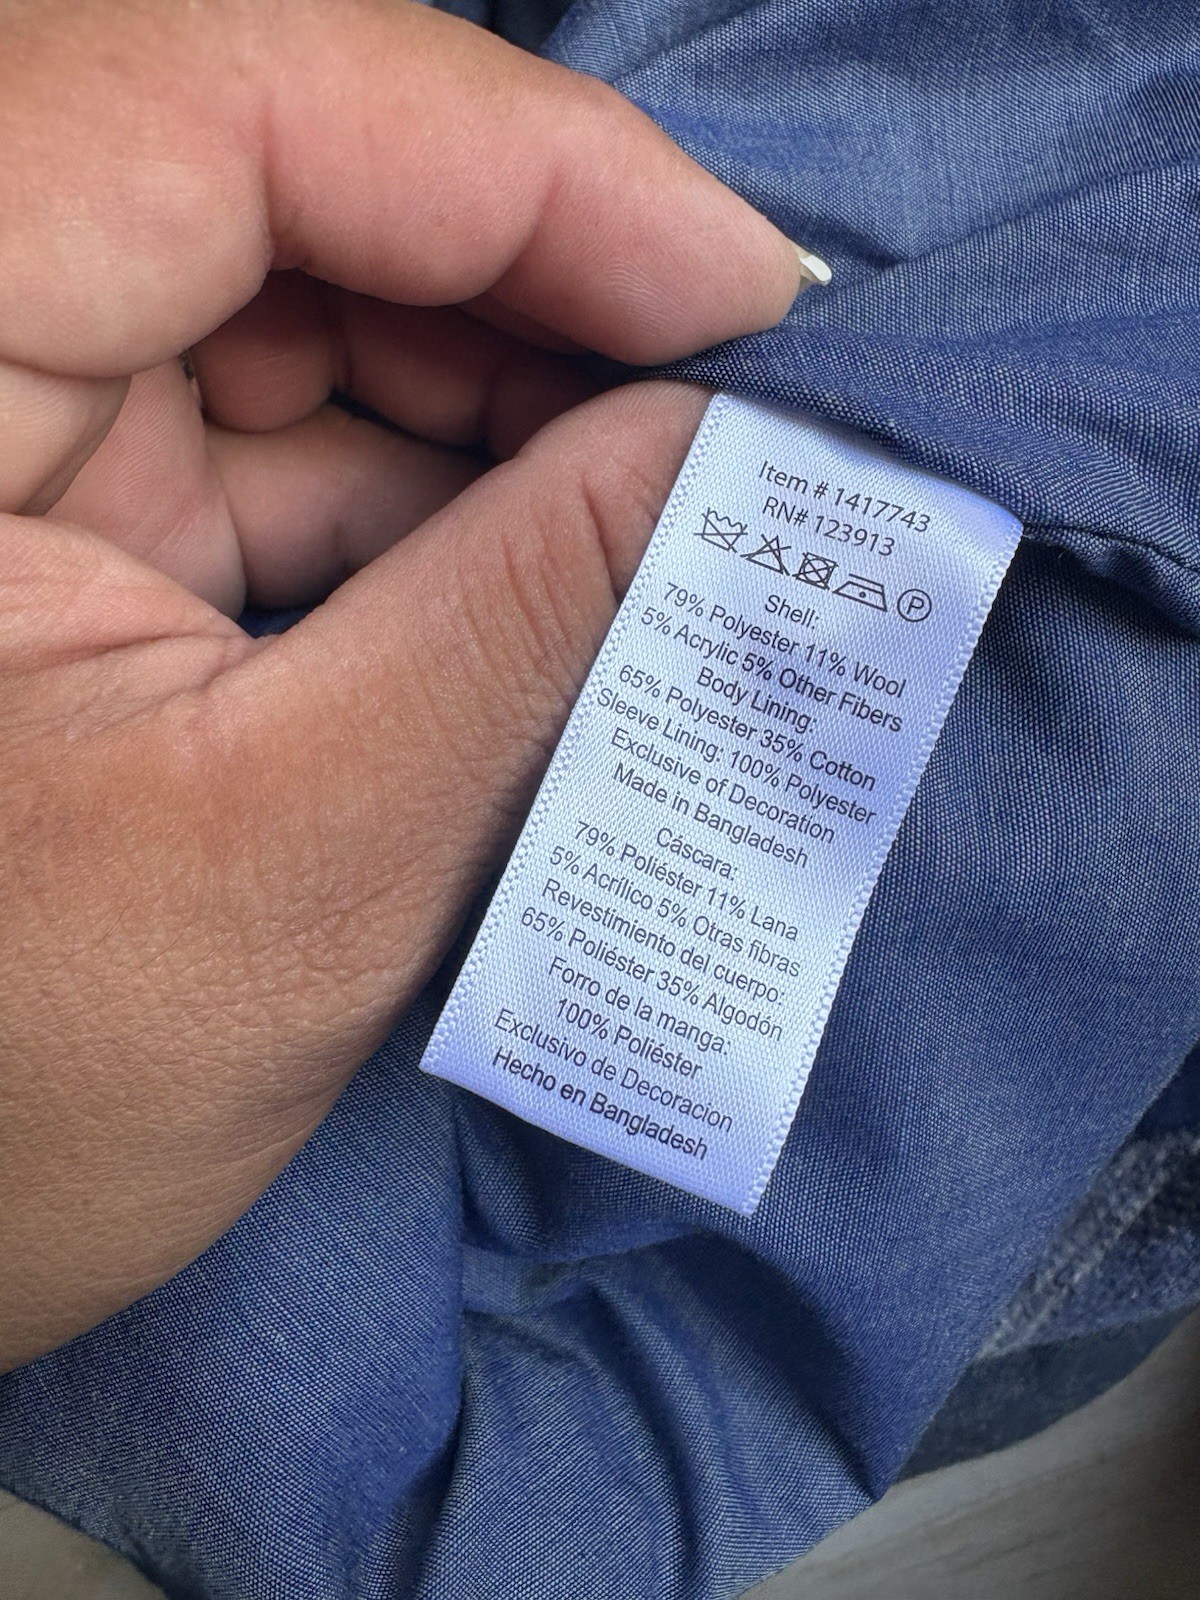 Item # 1417743
RN# 123913
P
Shell:
79% Polyester 11% Wool
5% Acrylic 5% Other Fibers
Body Lining:
65% Polyester 35% Cotton
Sleeve Lining: 100% Polyester
Exclusive of Decoration
Made in Bangladesh
Cáscara:
79% Poliéster 11% Lana
5% Acrílico 5% Otras fibras
Revestimiento del cuerpo:
65% Poliéster 35% Algodón
Forro de la manga:
100% Poliéster
Exclusivo de Decoracion
Hecho en Bangladesh